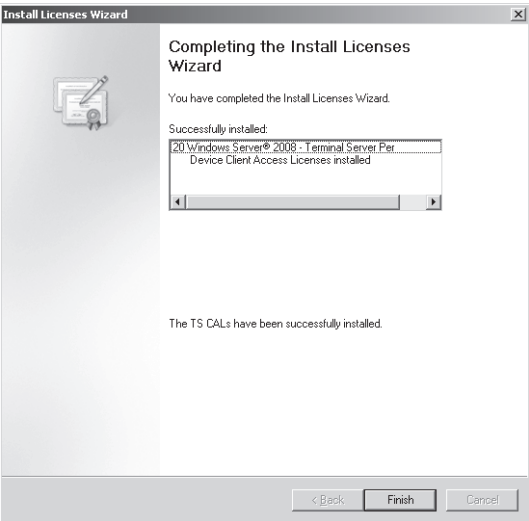 Install Licenses Wizard
Completing the Install Licenses
Wizard
You have completed the Install Licenses Wizard.
Successfully installed:
20 Windows Server® 2008 - Terminal Server Per
Device Client Access Licenses installed
The TS CALs have been successfully installed.
< Back
Finish
Cancel